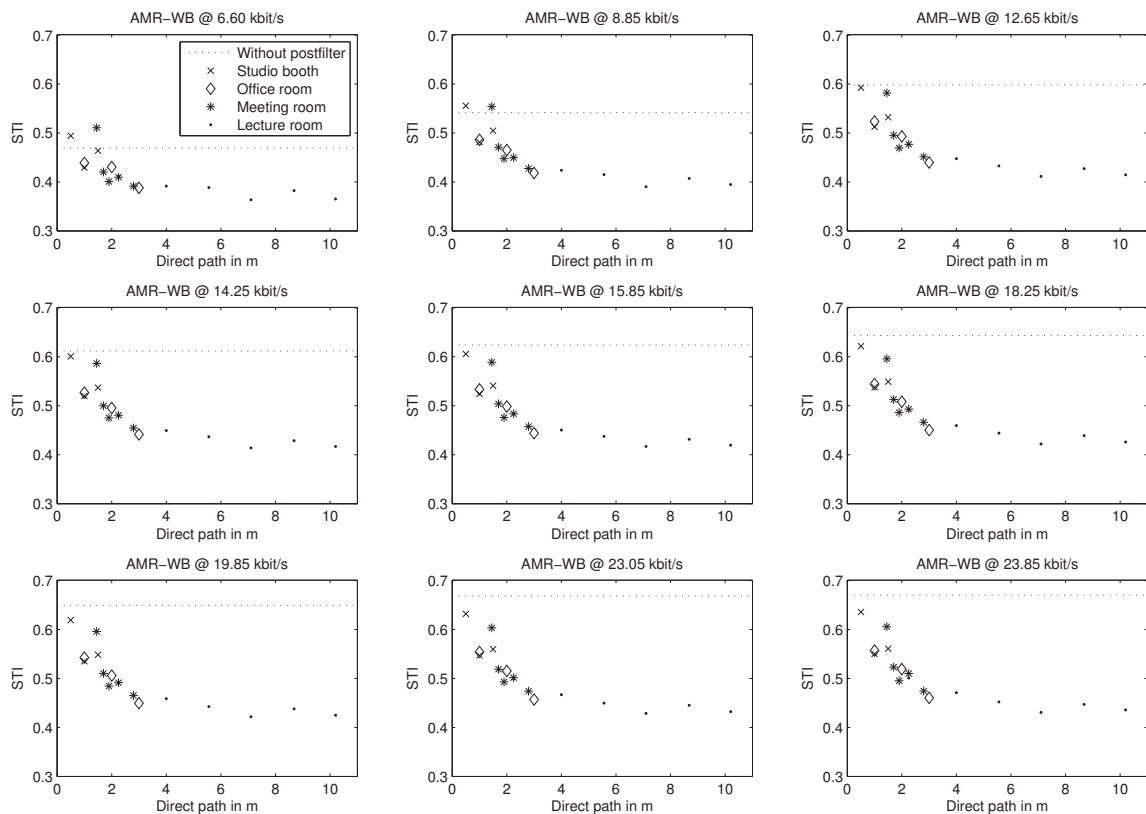 AMR−WB @ 6.60 kbit/s
0.7
0.6
0.5
0.4
0.3
STI
Without postfilter
Studio booth
Office room
Meeting room
Lecture room
0 2 4 6 8 10
Direct path in m
AMR−WB @ 8.85 kbit/s
0.7
0.6
0.5
0.4
0.3
STI
0 2 4 6 8 10
Direct path in m
AMR−WB @ 12.65 kbit/s
0.7
0.6
0.5
0.4
0.3
STI
0 2 4 6 8 10
Direct path in m
AMR−WB @ 14.25 kbit/s
0.7
0.6
0.5
0.4
0.3
STI
0 2 4 6 8 10
Direct path in m
AMR−WB @ 15.85 kbit/s
0.7
0.6
0.5
0.4
0.3
STI
0 2 4 6 8 10
Direct path in m
AMR−WB @ 18.25 kbit/s
0.7
0.6
0.5
0.4
0.3
STI
0 2 4 6 8 10
Direct path in m
AMR−WB @ 19.85 kbit/s
0.7
0.6
0.5
0.4
0.3
STI
0 2 4 6 8 10
Direct path in m
AMR−WB @ 23.05 kbit/s
0.7
0.6
0.5
0.4
0.3
STI
0 2 4 6 8 10
Direct path in m
AMR−WB @ 23.85 kbit/s
0.7
0.6
0.5
0.4
0.3
STI
0 2 4 6 8 10
Direct path in m